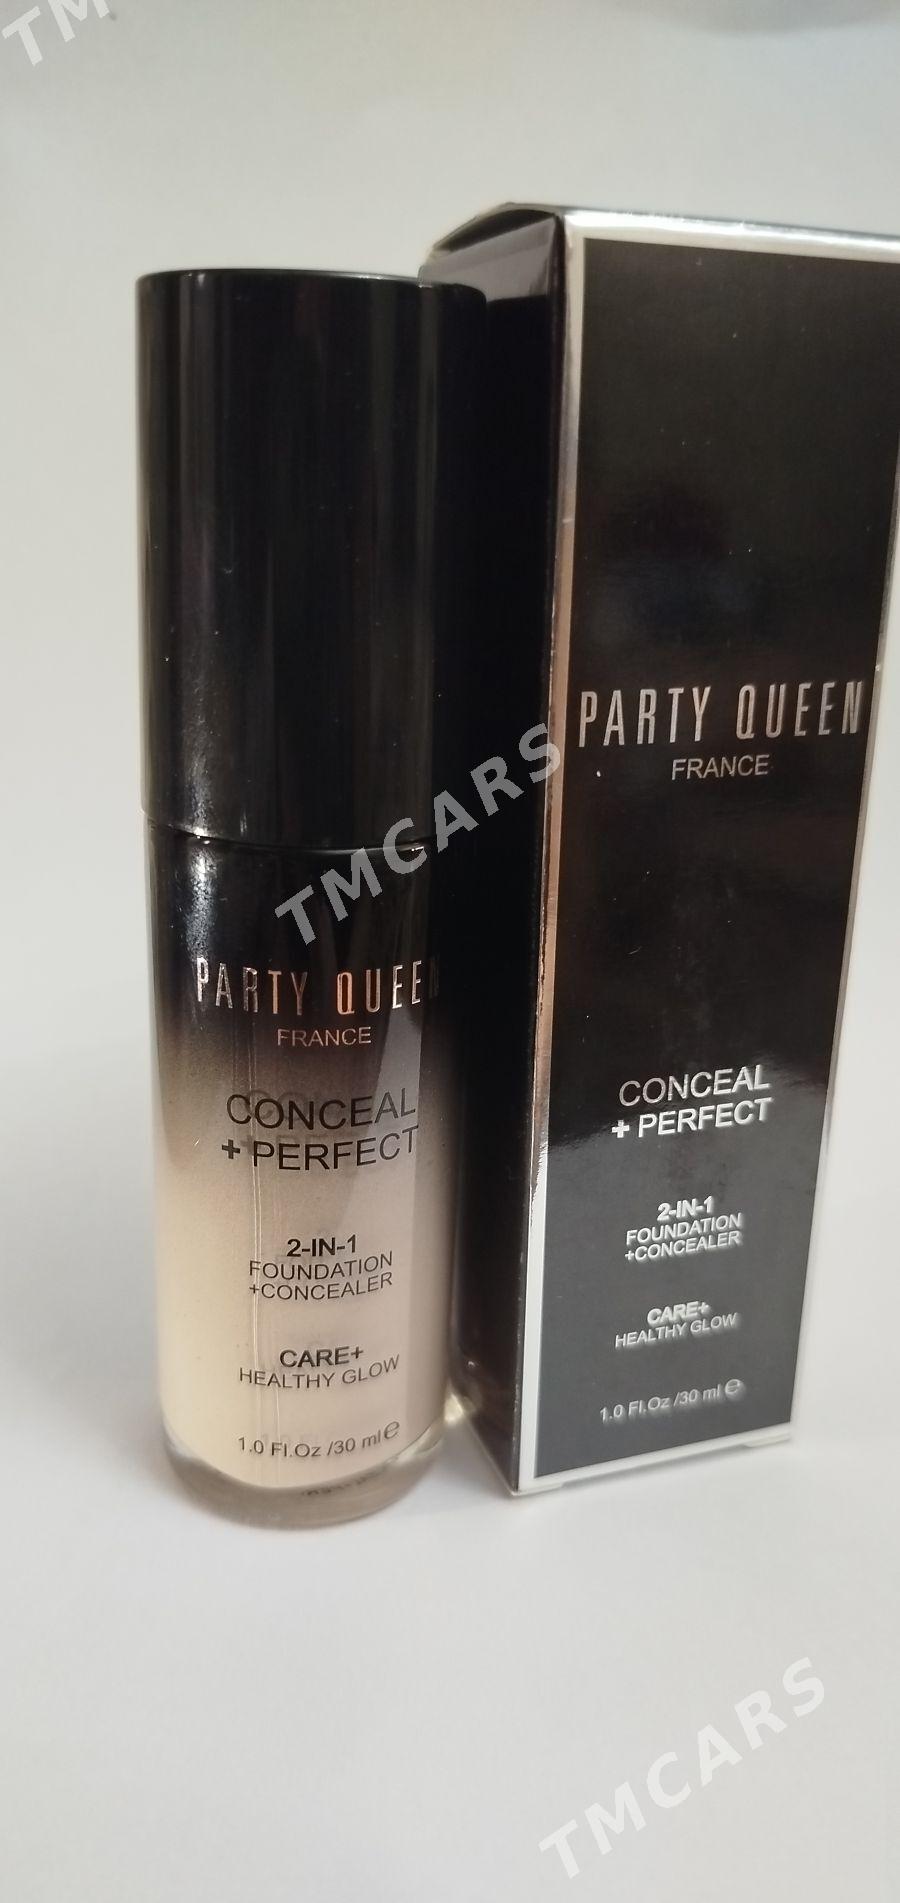 TM
TMCARS
PARTY QUEEN
FRANCE
CONCEAL
+ PERFECT
2-IN-1
FOUNDATION
+CONCEALER
CARE+
HEALTHY GLOW
1.0 Fl.Oz /30 ml ℮
PARTY QUEEN
FRANCE
CONCEAL
+ PERFECT
2-IN-1
FOUNDATION
+CONCEALER
CARE+
HEALTHY GLOW
1.0 Fl.Oz /30 ml ℮
TMCARS